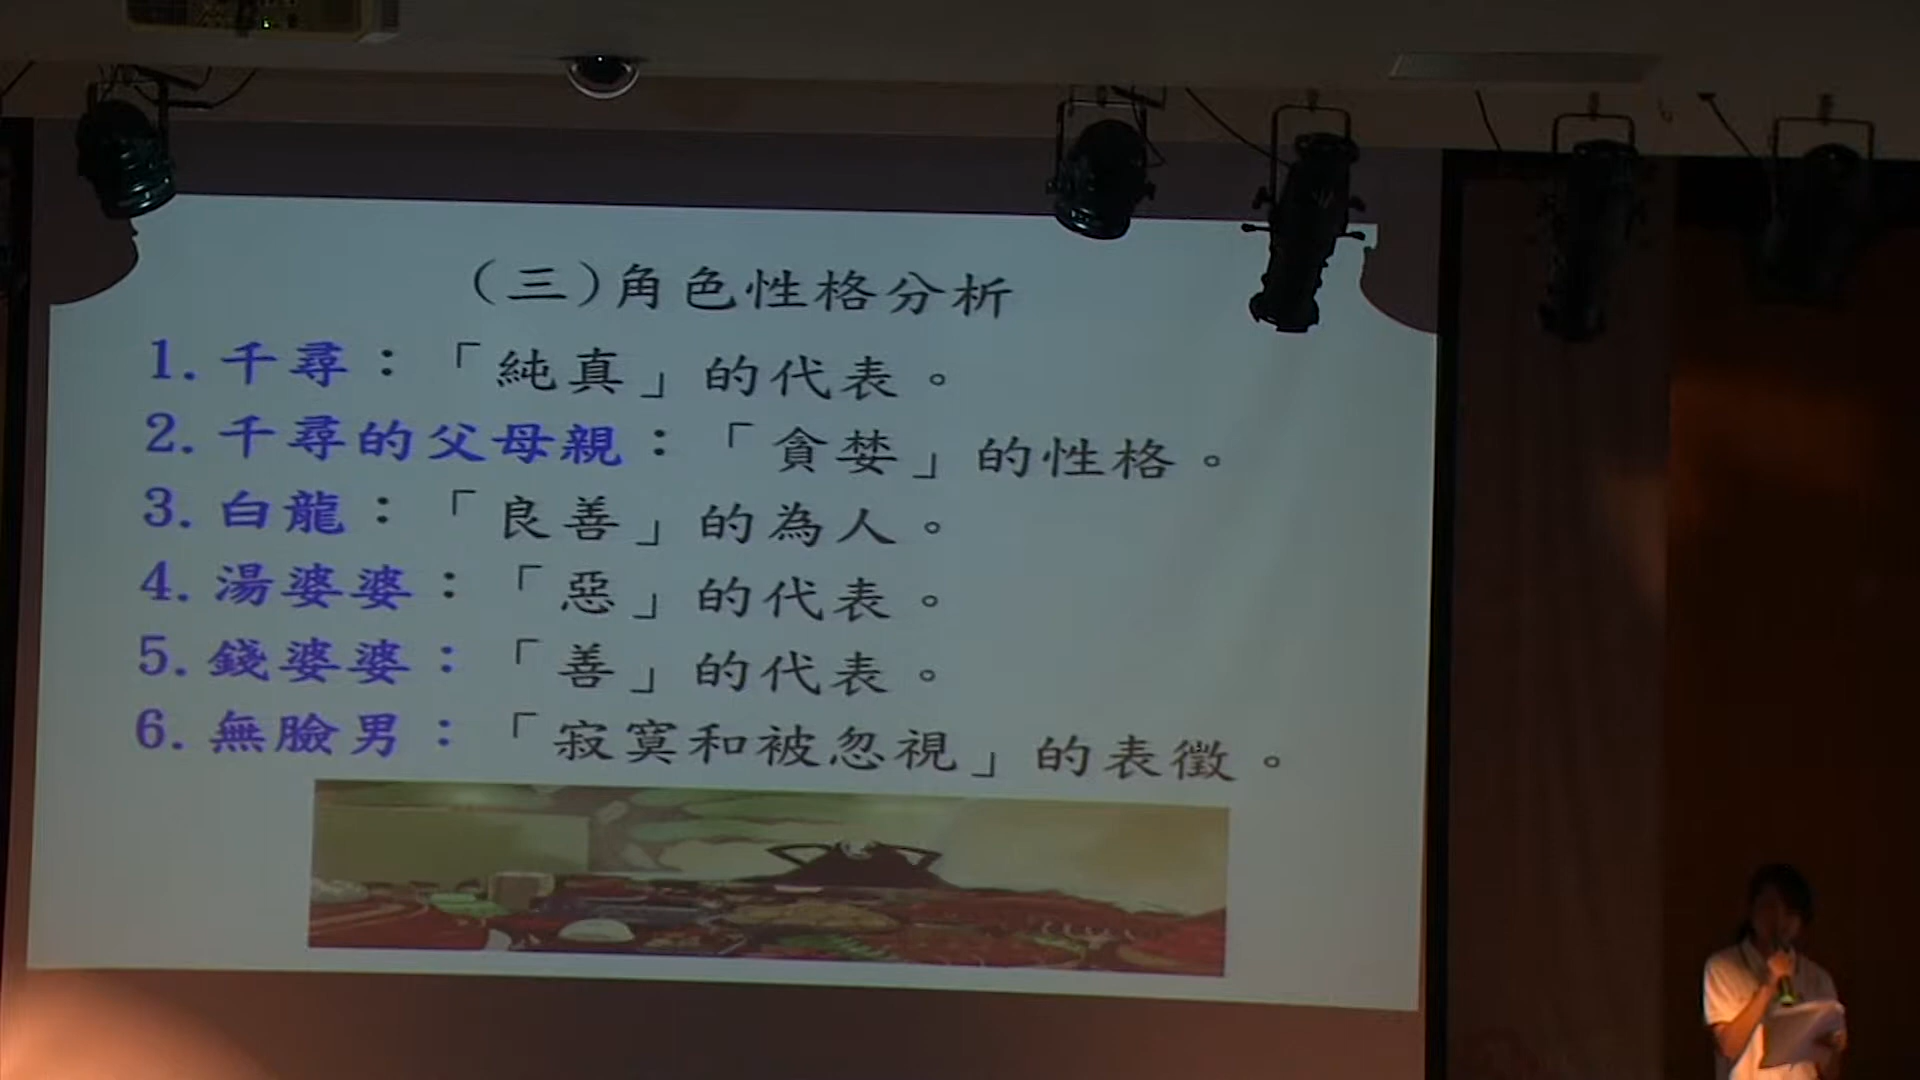 (三)角色性格分析
1. 千尋：「純真」的代表。
2. 千尋的父母親：「貪婪」的性格。
3. 白龍：「良善」的為人。
4. 湯婆婆：「惡」的代表。
5. 錢婆婆：「善」的代表。
6. 無臉男：「寂寞和被忽視」的表徵。